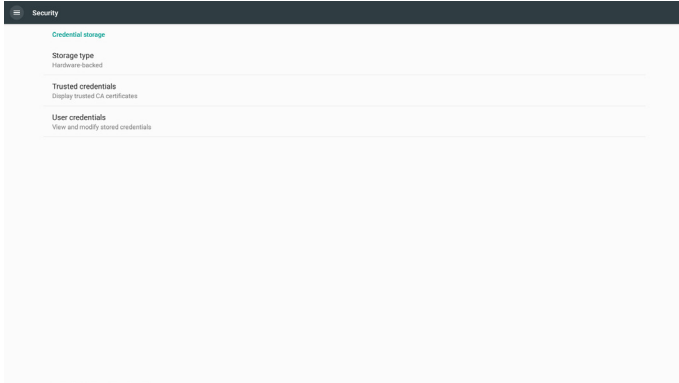 Security
Credential storage
Storage type
Hardware-backed
Trusted credentials
Display trusted CA certificates
User credentials
View and modify stored credentials